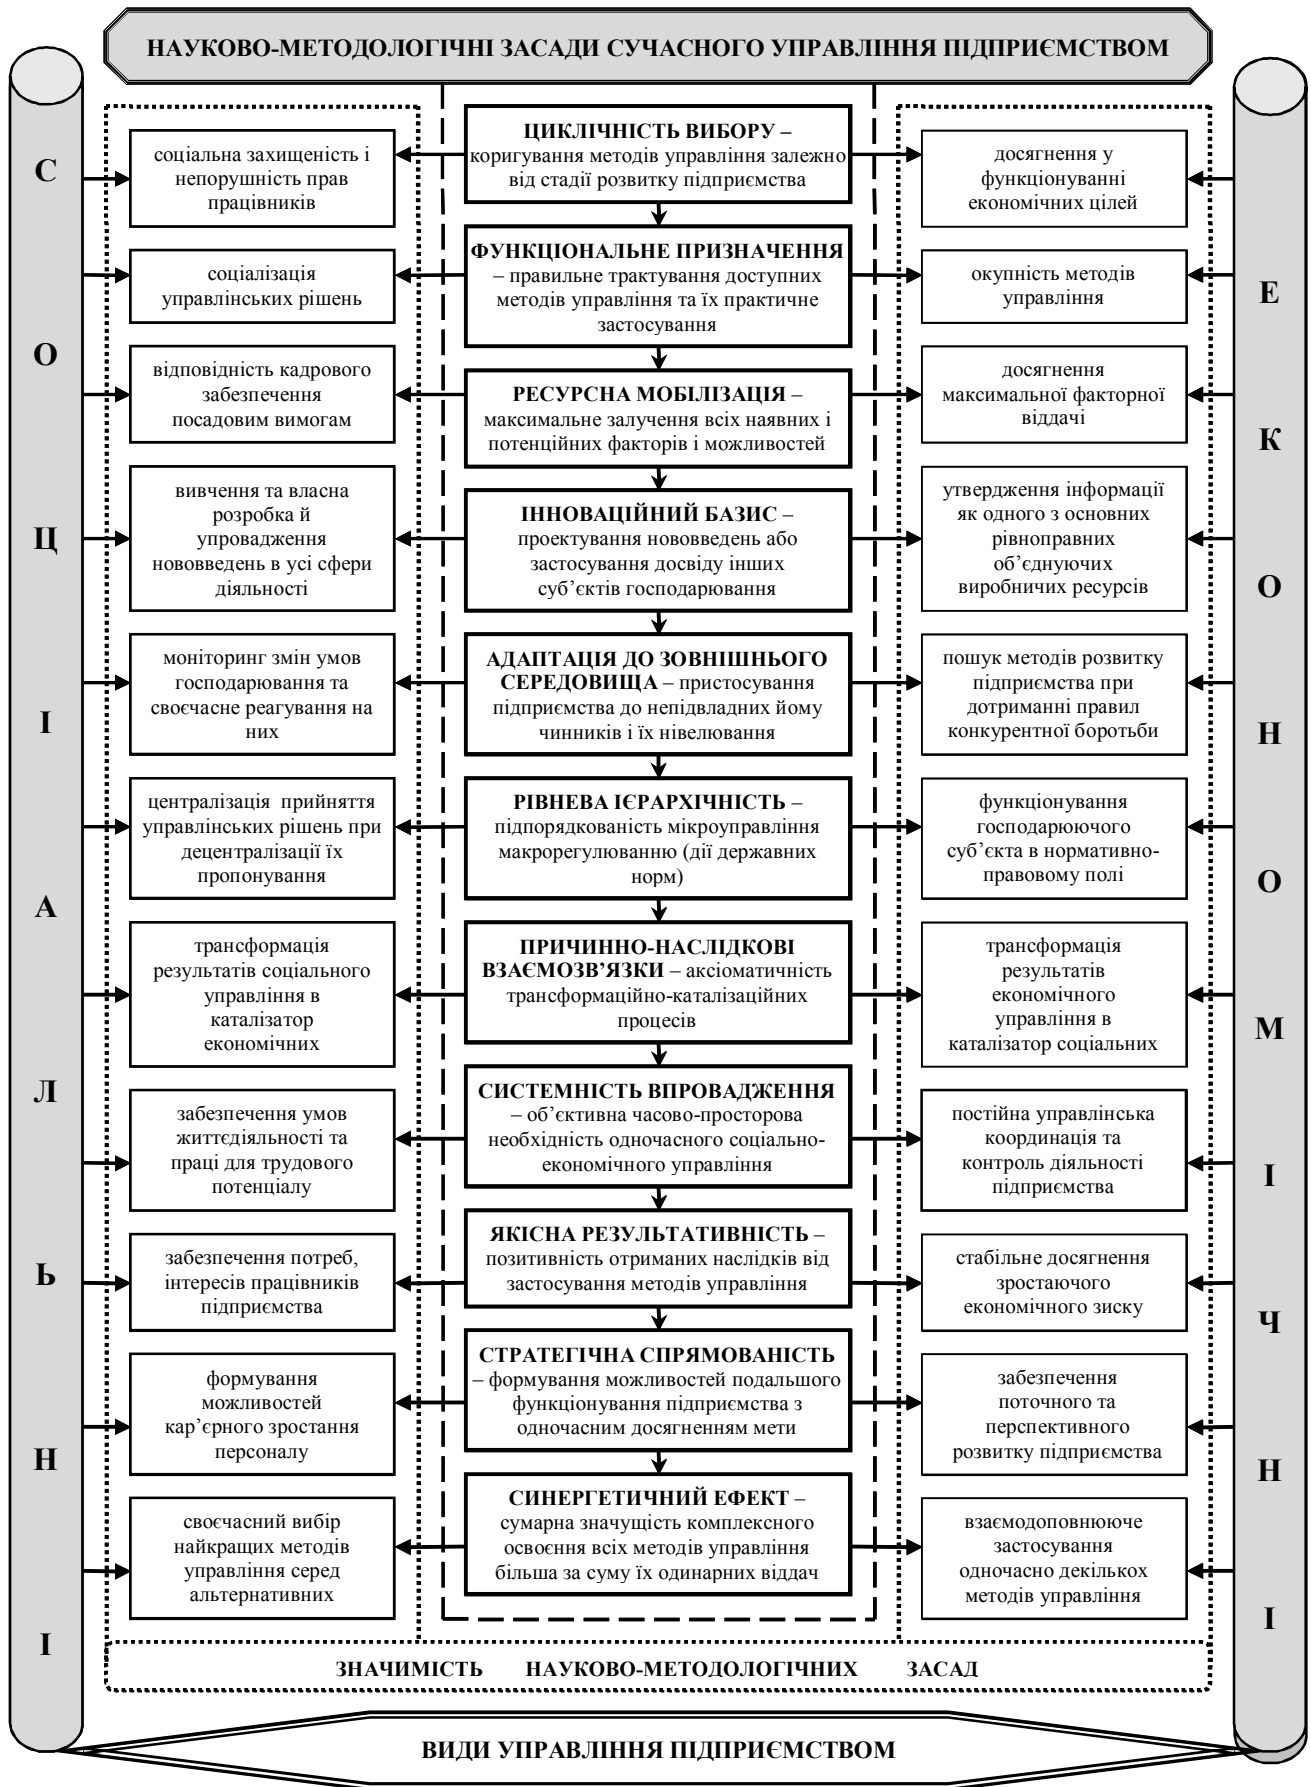 НАУКОВО-МЕТОДОЛОГІЧНІ ЗАСАДИ СУЧАСНОГО УПРАВЛІННЯ ПІДПРИЄМСТВОМ
СОЦІАЛЬНІ
соціальна захищеність і
непорушність прав
працівників
ЦИКЛІЧНІСТЬ ВИБОРУ –
коригування методів управління залежно
від стадії розвитку підприємства
досягнення у
функціонуванні
економічних цілей
соціалізація
управлінських рішень
ФУНКЦІОНАЛЬНЕ ПРИЗНАЧЕННЯ
– правильне трактування доступних
методів управління та їх практичне
застосування
окупність методів
управління
відповідність кадрового
забезпечення
посадовим вимогам
РЕСУРСНА МОБІЛІЗАЦІЯ –
максимальне залучення всіх наявних і
потенційних факторів і можливостей
досягнення
максимальної факторної
віддачі
вивчення та власна
розробка й
упровадження
нововведень в усі сфери
діяльності
ІННОВАЦІЙНИЙ БАЗИС –
проектування нововведень або
застосування досвіду інших
суб’єктів господарювання
утвердження інформації
як одного з основних
рівноправних
об’єднуючих
виробничих ресурсів
моніторинг змін умов
господарювання та
своєчасне реагування на
них
АДАПТАЦІЯ ДО ЗОВНІШНЬОГО
СЕРЕДОВИЩА – пристосування
підприємства до непідвладних йому
чинників і їх нівелювання
пошук методів розвитку
підприємства при
дотриманні правил
конкурентної боротьби
централізація прийняття
управлінських рішень при
децентралізації їх
пропонування
РІВНЕВА ІЄРАРХІЧНІСТЬ –
підпорядкованість мікроуправління
макрорегулюванню (дії державних
норм)
функціонування
господарюючого
суб’єкта в нормативно-
правовому полі
трансформація
результатів соціального
управління в
каталізатор
економічних
ПРИЧИННО-НАСЛІДКОВІ
ВЗАЄМОЗВ’ЯЗКИ – аксіоматичність
трансформаційно-каталізаційних
процесів
трансформація
результатів
економічного
управління в
каталізатор соціальних
забезпечення умов
життєдіяльності та
праці для трудового
потенціалу
СИСТЕМНІСТЬ ВПРОВАДЖЕННЯ
– об’єктивна часово-просторова
необхідність одночасного соціально-
економічного управління
постійна управлінська
координація та
контроль діяльності
підприємства
забезпечення потреб,
інтересів працівників
підприємства
ЯКІСНА РЕЗУЛЬТАТИВНІСТЬ –
позитивність отриманих наслідків від
застосування методів управління
стабільне досягнення
зростаючого
економічного зиску
формування
можливостей
кар’єрного зростання
персоналу
СТРАТЕГІЧНА СПРЯМОВАНІСТЬ
– формування можливостей подальшого
функціонування підприємства з
одночасним досягненням мети
забезпечення
поточного та
перспективного
розвитку підприємства
своєчасний вибір
найкращих методів
управління серед
альтернативних
СИНЕРГЕТИЧНИЙ ЕФЕКТ –
сумарна значущість комплексного
освоєння всіх методів управління
більша за суму їх одинарних віддач
взаємодоповнююче
застосування
одночасно декількох
методів управління
ЕКОНОМІЧНІ
ЗНАЧИМІСТЬ НАУКОВО-МЕТОДОЛОГІЧНИХ ЗАСАД
ВИДИ УПРАВЛІННЯ ПІДПРИЄМСТВОМ